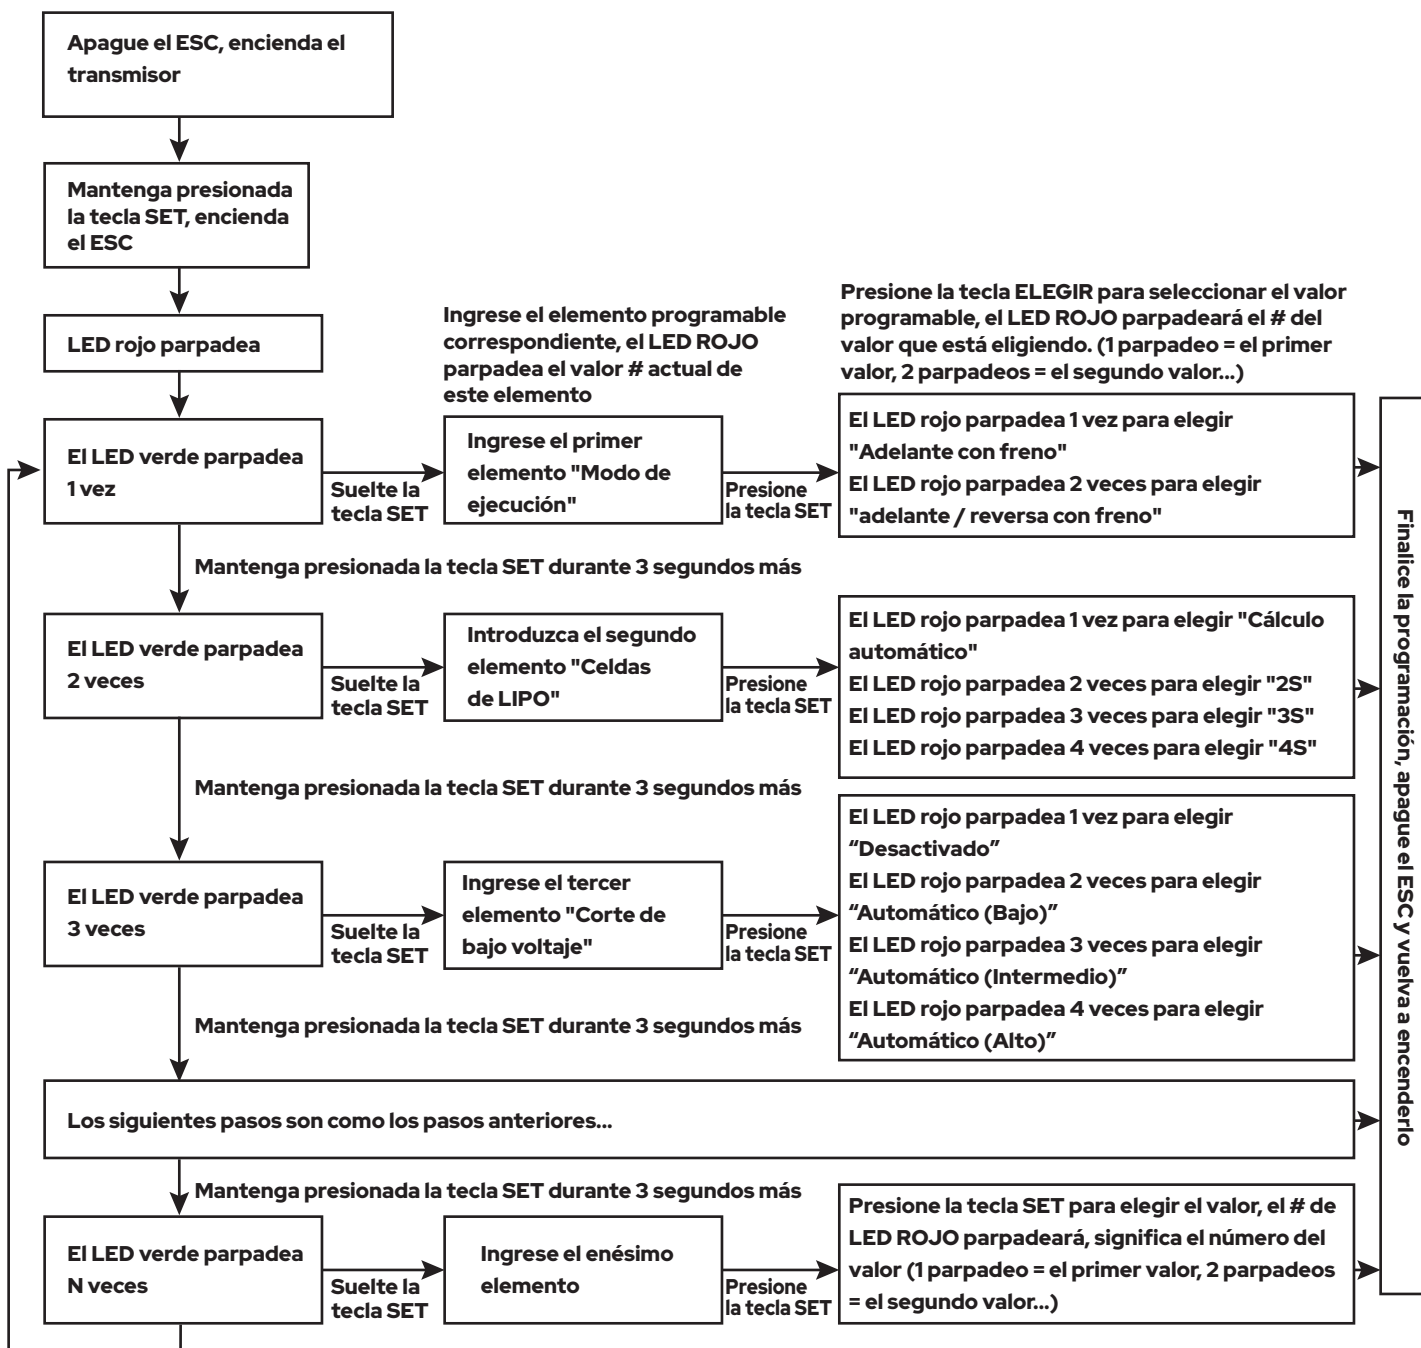 Apague el ESC, encienda el
transmisor
Mantenga presionada
la tecla SET, encienda
el ESC
LED rojo parpadea
Ingrese el elemento programable
correspondiente, el LED ROJO
parpadea el valor # actual de
este elemento
Presione la tecla ELEGIR para seleccionar el valor
programable, el LED ROJO parpadeará el # del
valor que está eligiendo. (1 parpadeo = el primer
valor, 2 parpadeos = el segundo valor...)
El LED verde parpadea
1 vez
Suelte la
tecla SET
Ingrese el primer
elemento "Modo de
ejecución"
Presione
la tecla SET
El LED rojo parpadea 1 vez para elegir
"Adelante con freno"
El LED rojo parpadea 2 veces para elegir
"adelante / reversa con freno"
Mantenga presionada la tecla SET durante 3 segundos más
El LED verde parpadea
2 veces
Suelte la
tecla SET
Introduzca el segundo
elemento "Celdas
de LIPO"
Presione
la tecla SET
El LED rojo parpadea 1 vez para elegir "Cálculo
automático"
El LED rojo parpadea 2 veces para elegir "2S"
El LED rojo parpadea 3 veces para elegir "3S"
El LED rojo parpadea 4 veces para elegir "4S"
Mantenga presionada la tecla SET durante 3 segundos más
El LED verde parpadea
3 veces
Suelte la
tecla SET
Ingrese el tercer
elemento "Corte de
bajo voltaje"
Presione
la tecla SET
El LED rojo parpadea 1 vez para elegir
“Desactivado”
El LED rojo parpadea 2 veces para elegir
“Automático (Bajo)”
El LED rojo parpadea 3 veces para elegir
“Automático (Intermedio)”
El LED rojo parpadea 4 veces para elegir
“Automático (Alto)”
Mantenga presionada la tecla SET durante 3 segundos más
Los siguientes pasos son como los pasos anteriores...
Mantenga presionada la tecla SET durante 3 segundos más
El LED verde parpadea
N veces
Suelte la
tecla SET
Ingrese el enésimo
elemento
Presione
la tecla SET
Presione la tecla SET para elegir el valor, el # de
LED ROJO parpadeará, significa el número del
valor (1 parpadeo = el primer valor, 2 parpadeos
= el segundo valor...)
Finalice la programación, apague el ESC y vuelva a encenderlo